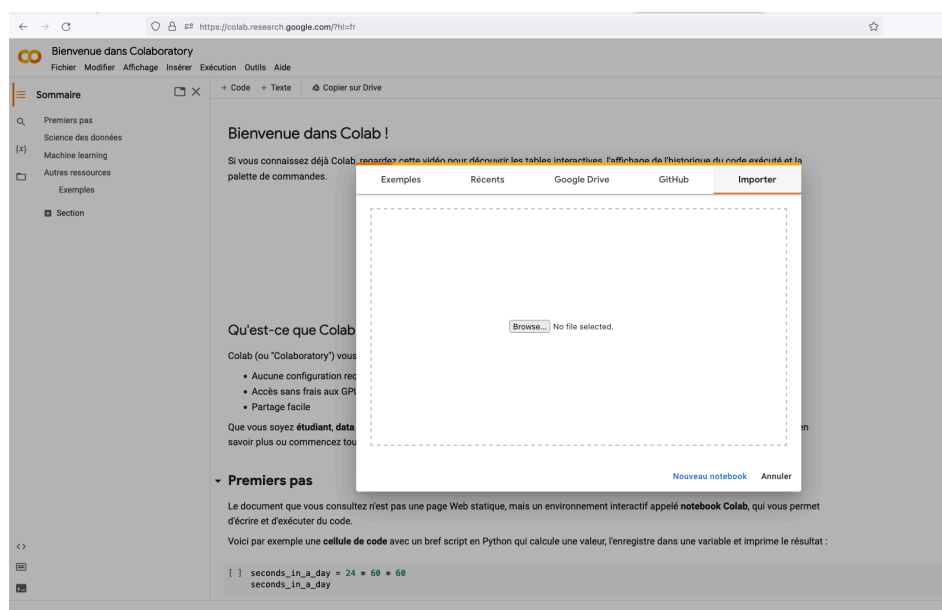 https://colab.research.google.com/?hl=fr
Bienvenue dans Colaboratory
Fichier Modifier Affichage Insérer Exécution Outils Aide
Sommaire
+ Code + Texte Copier sur Drive
Premiers pas
Science des données
{x}
Machine learning
Autres ressources
Exemples
Section
Bienvenue dans Colab !
Si vous connaissez déjà Colab, regardez cette vidéo pour découvrir les tables interactives, l'affichage de l'historique du code exécuté et la
palette de commandes.
Exemples Récents Google Drive GitHub Importer
Browse... No file selected.
Nouveau notebook Annuler
Qu'est-ce que Colab
Colab (ou "Colaboratory") vous
• Aucune configuration
• Accès sans frais aux
• Partage facile
Que vous soyez étudiant, data
en
savoir plus ou commencez
Premiers pas
Le document que vous consultez n'est pas une page Web statique, mais un environnement interactif appelé notebook Colab, qui vous permet
d'écrire et d'exécuter du code.
Voici par exemple une cellule de code avec un bref script en Python qui calcule une valeur, l'enregistre dans une variable et imprime le résultat :
[ ] seconds_in_a_day = 24 * 60 * 60
seconds_in_a_day